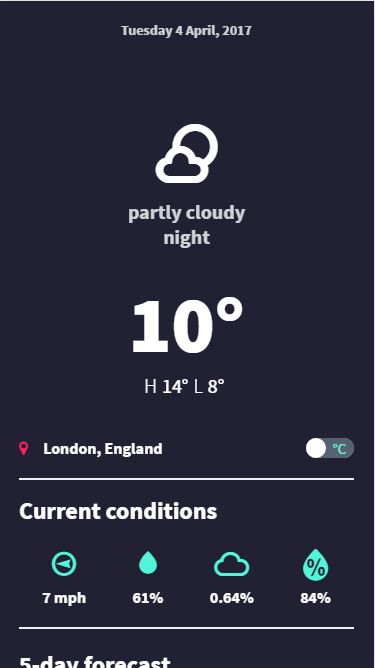 Tuesday 4 April, 2017
partly cloudy
night
10°
H 14° L 8°
London, England
°C
Current conditions
%
7 mph 61% 0.64% 84%
5-day forecast